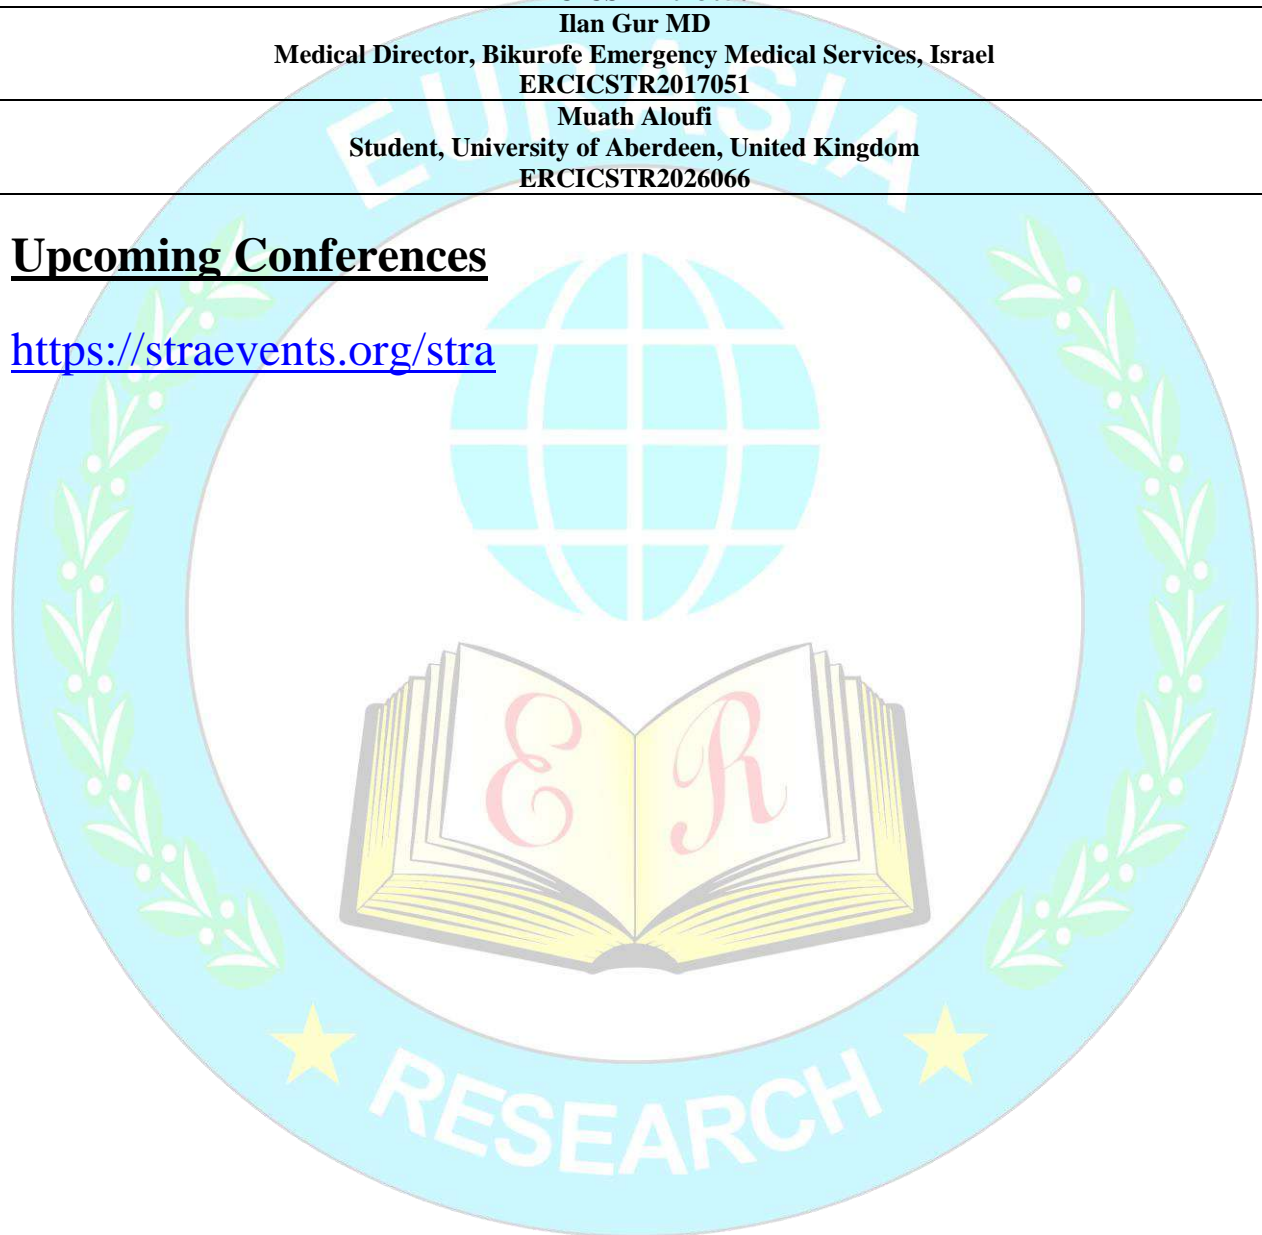 Ilan Gur MD
Medical Director, Bikurofe Emergency Medical Services, Israel
ERCICSTR2017051
Muath Aloufi
Student, University of Aberdeen, United Kingdom
ERCICSTR2026066
Upcoming Conferences
https://straevents.org/stra
EURASIA
E R
RESEARCH